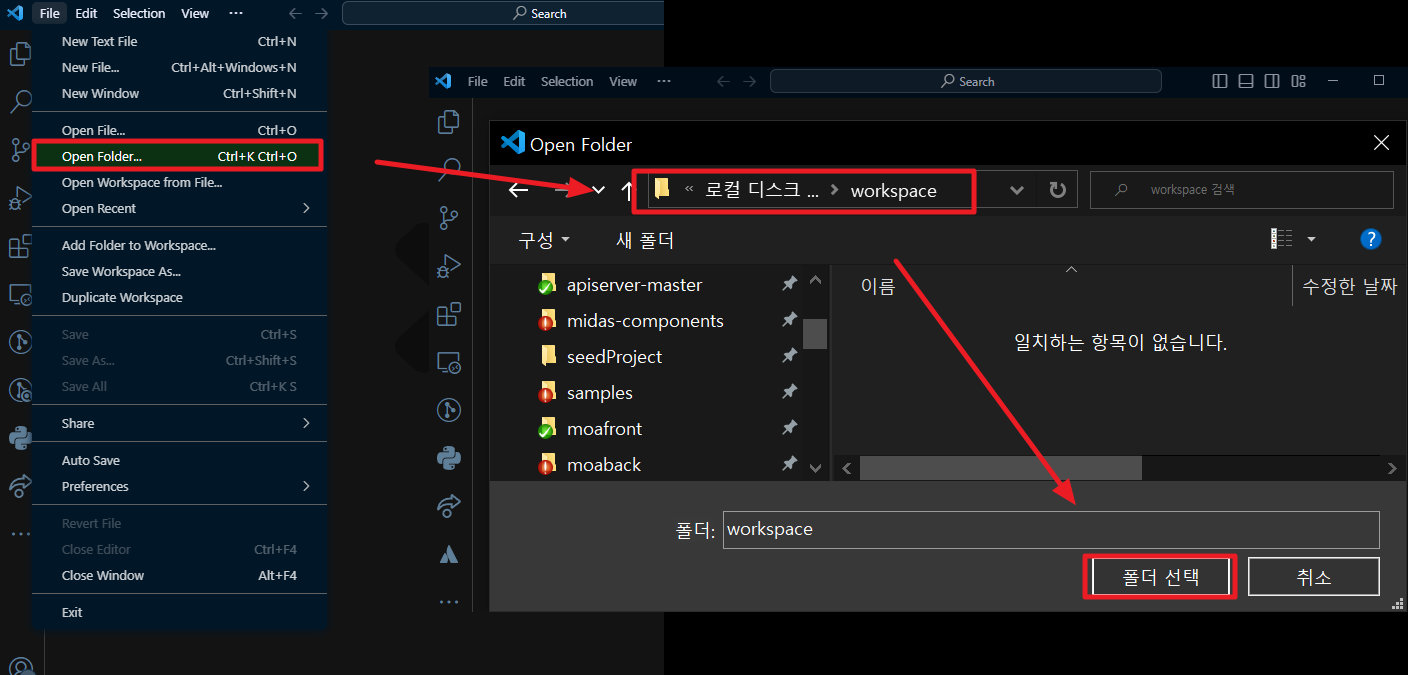 File Edit Selection View ··· Search
New Text File Ctrl+N
New File... Ctrl+Alt+Windows+N
New Window Ctrl+Shift+N
Open File... Ctrl+O
Open Folder... Ctrl+K Ctrl+O
Open Workspace from File...
Open Recent
Add Folder to Workspace...
Save Workspace As...
Duplicate Workspace
Save Ctrl+S
Save As... Ctrl+Shift+S
Save All Ctrl+K S
Share
Auto Save
Preferences
Revert File
Close Editor Ctrl+F4
Close Window Alt+F4
Exit
File Edit Selection View ··· Search
Open Folder
« 로컬 디스크 ... > workspace
workspace 검색
구성 새 폴더
?
apiserver-master
midas-components
seedProject
samples
moafront
moaback
이름 수정한 날짜
일치하는 항목이 없습니다.
폴더: workspace
폴더 선택 취소